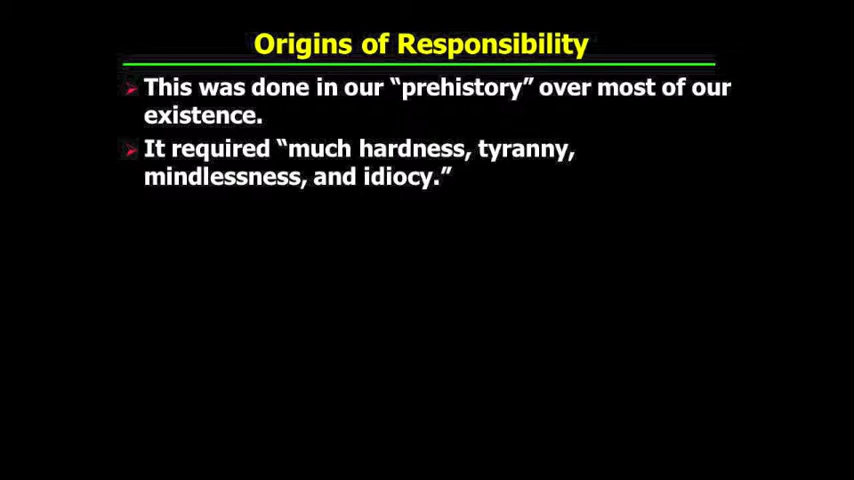 Origins of Responsibility
This was done in our “prehistory” over most of our
existence.
It required “much hardness, tyranny,
mindlessness, and idiocy.”